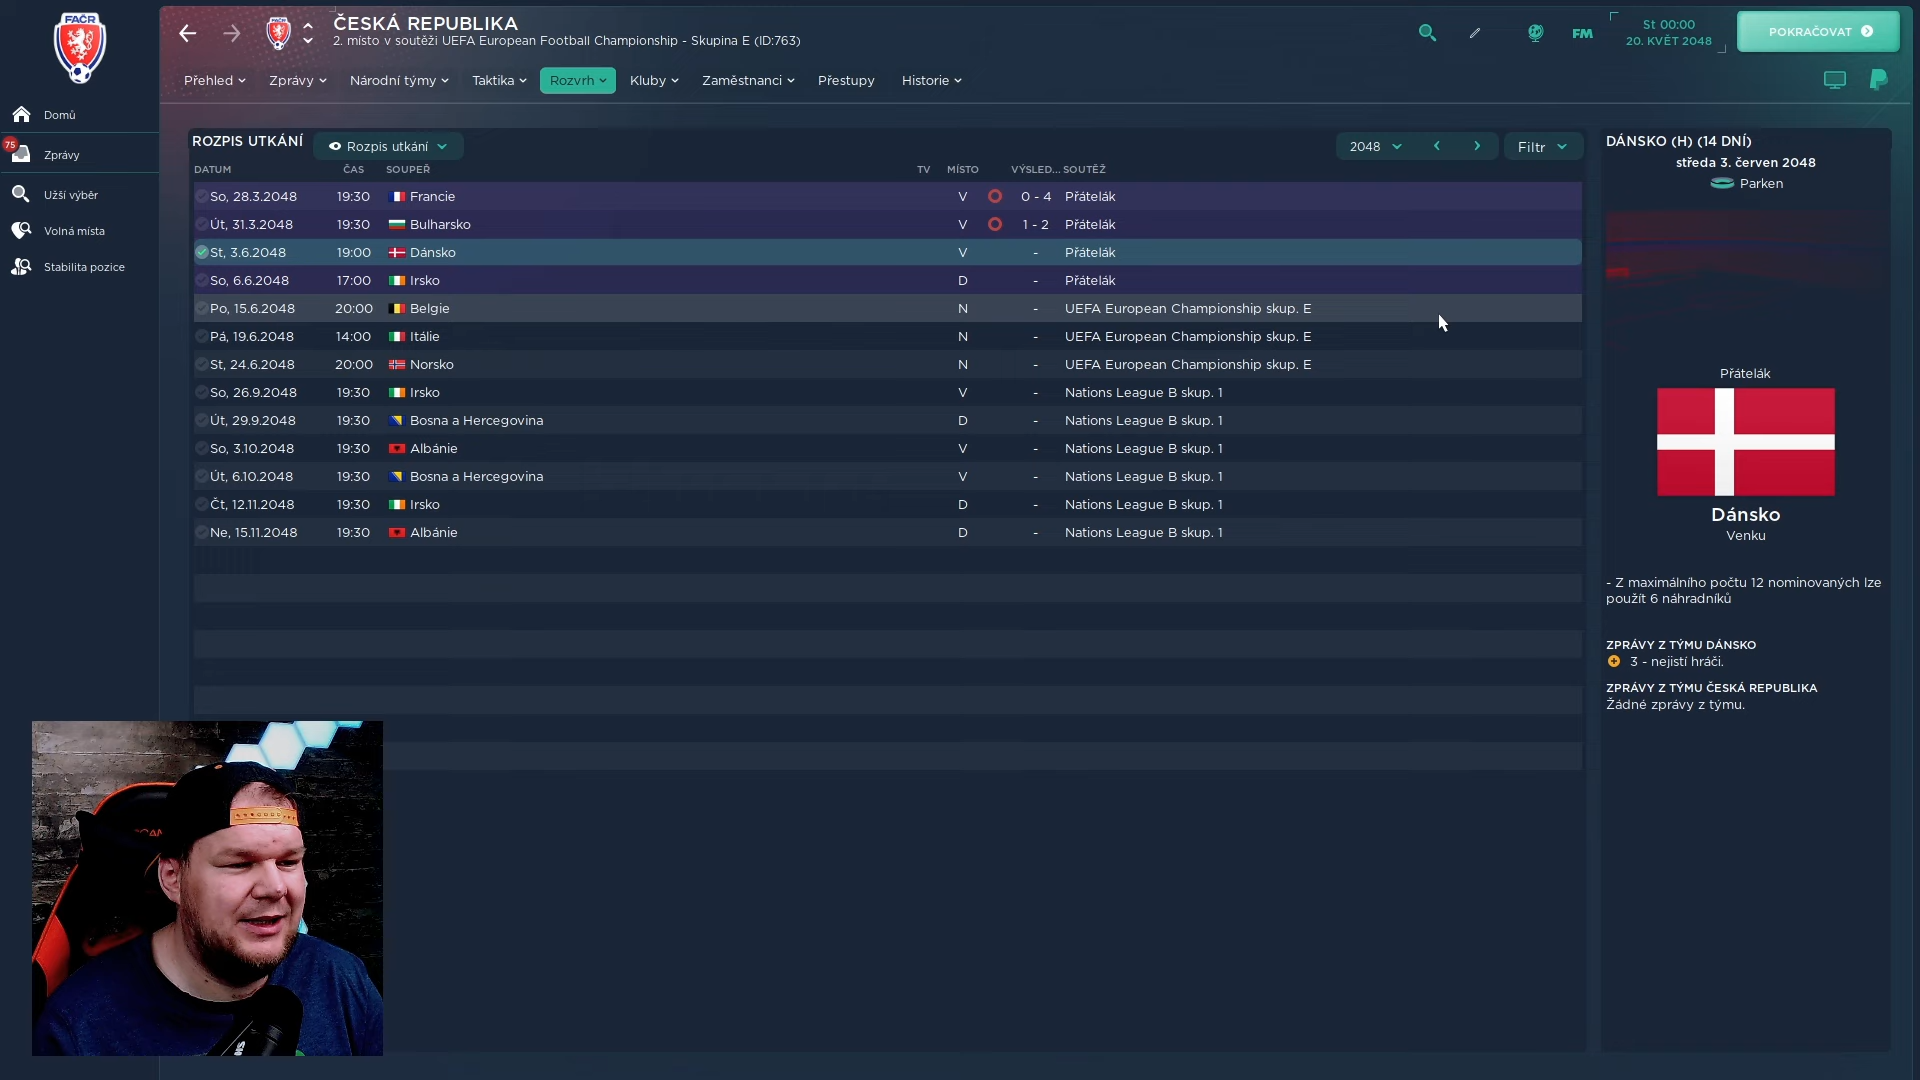 FAČR
ČESKÁ REPUBLIKA
2. místo v soutěži UEFA European Football Championship - Skupina E (ID:763)
FM
St 00:00
20. KVĚT 2048
POKRAČOVAT
Přehled
Zprávy
Národní týmy
Taktika
Rozvrh
Kluby
Zaměstnanci
Přestupy
Historie
Domů
75
Zprávy
Užší výběr
Volná místa
Stabilita pozice
ROZPIS UTKÁNÍ
Rozpis utkání
2048
Filtr
DATUM ČAS SOUPEŘ TV MÍSTO VÝSLED... SOUTĚŽ
So, 28.3.2048 19:30 Francie V 0 - 4 Přátelák
Út, 31.3.2048 19:30 Bulharsko V 1 - 2 Přátelák
St, 3.6.2048 19:00 Dánsko V - Přátelák
So, 6.6.2048 17:00 Irsko D - Přátelák
Po, 15.6.2048 20:00 Belgie N - UEFA European Championship skup. E
Pá, 19.6.2048 14:00 Itálie N - UEFA European Championship skup. E
St, 24.6.2048 20:00 Norsko N - UEFA European Championship skup. E
So, 26.9.2048 19:30 Irsko V - Nations League B skup. 1
Út, 29.9.2048 19:30 Bosna a Hercegovina D - Nations League B skup. 1
So, 3.10.2048 19:30 Albánie V - Nations League B skup. 1
Út, 6.10.2048 19:30 Bosna a Hercegovina V - Nations League B skup. 1
Čt, 12.11.2048 19:30 Irsko D - Nations League B skup. 1
Ne, 15.11.2048 19:30 Albánie D - Nations League B skup. 1
DÁNSKO (H) (14 DNÍ)
středa 3. červen 2048
Parken
Přátelák
Dánsko
Venku
- Z maximálního počtu 12 nominovaných lze
použít 6 náhradníků
ZPRÁVY Z TÝMU DÁNSKO
3 - nejistí hráči.
ZPRÁVY Z TÝMU ČESKÁ REPUBLIKA
Žádné zprávy z týmu.